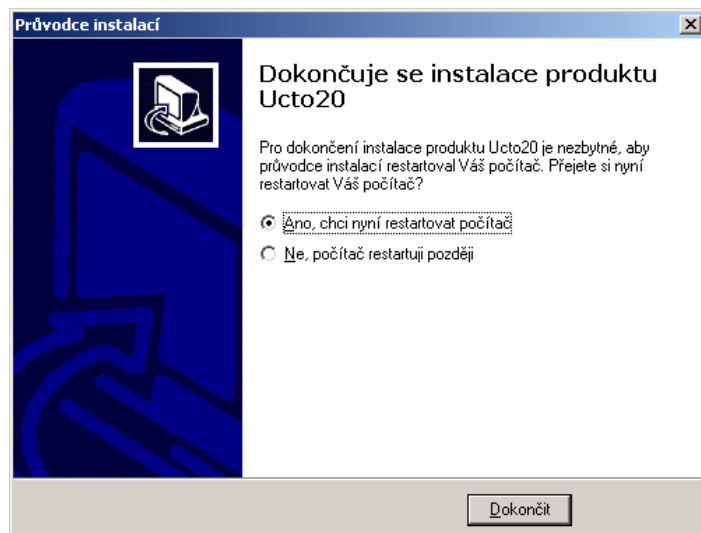 Průvodce instalací
Dokončuje se instalace produktu
Ucto20
Pro dokončení instalace produktu Ucto20 je nezbytné, aby
průvodce instalací restartoval Váš počítač. Přejete si nyní
restartovat Váš počítač?
Ano, chci nyní restartovat počítač
Ne, počítač restartuji později
Dokončit